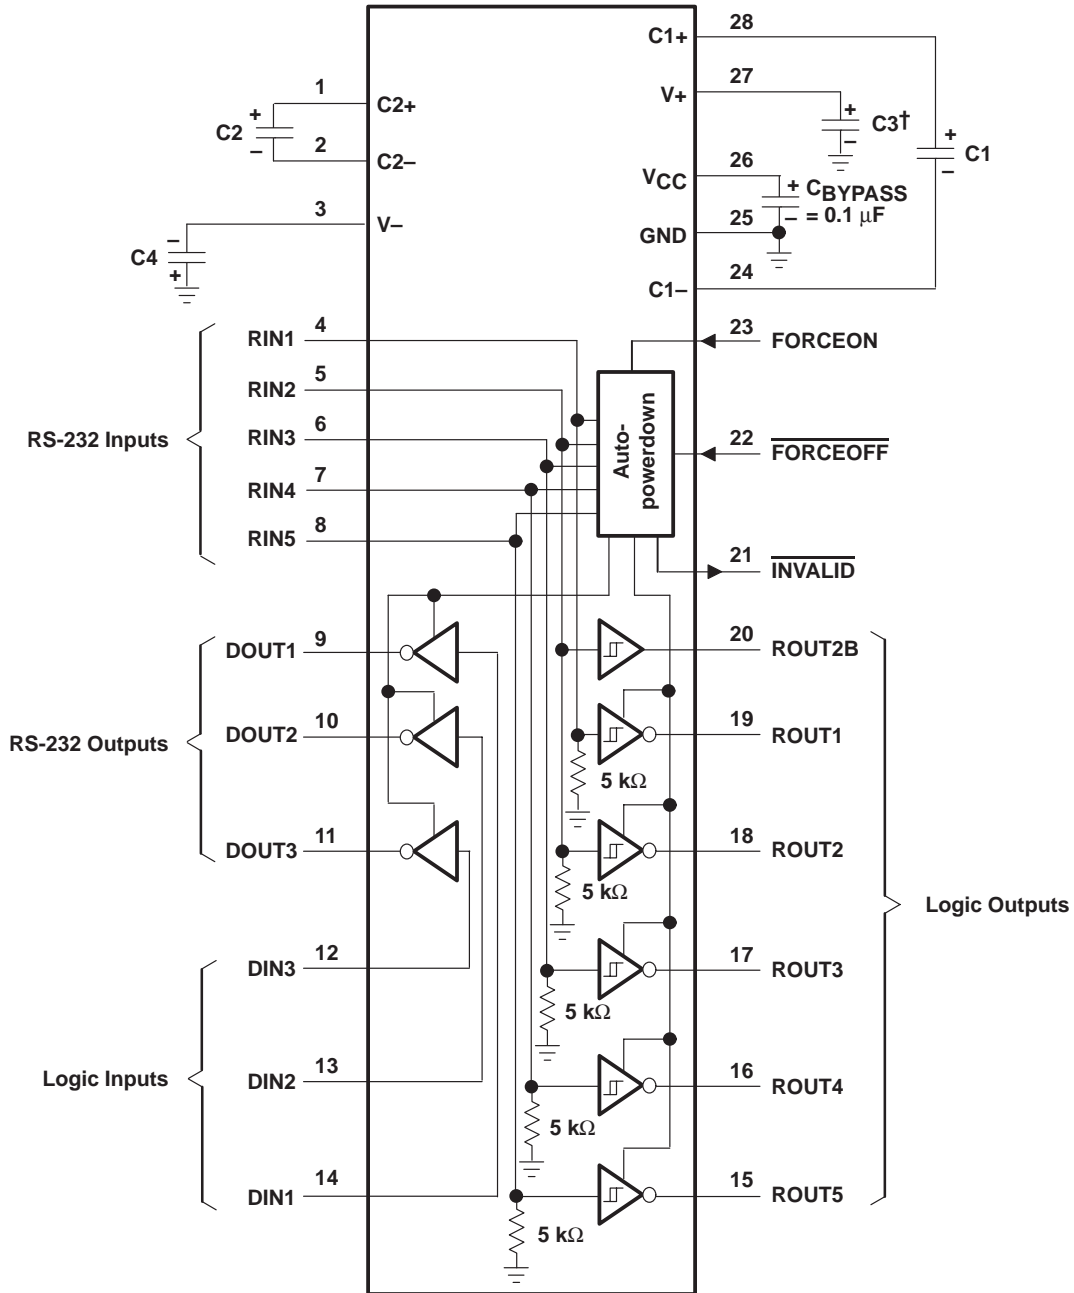 28
C1+
27
V+
+
C3†
–
+
C1
–
1
C2+
+
C2
–
2
C2–
26
VCC
+
CBYPASS
– = 0.1 μF
25
GND
3
V–
–
C4
+
24
C1–
23
FORCEON
RIN1
4
RIN2
5
RIN3
6
RS-232 Inputs
RIN4
7
RIN5
8
Auto-
powerdown
22
FORCEOFF
21
INVALID
20
ROUT2B
DOUT1
9
19
ROUT1
DOUT2
10
RS-232 Outputs
5 kΩ
DOUT3
11
18
ROUT2
5 kΩ
Logic Outputs
DIN3
12
17
ROUT3
5 kΩ
Logic Inputs
DIN2
13
16
ROUT4
5 kΩ
DIN1
14
15
ROUT5
5 kΩ